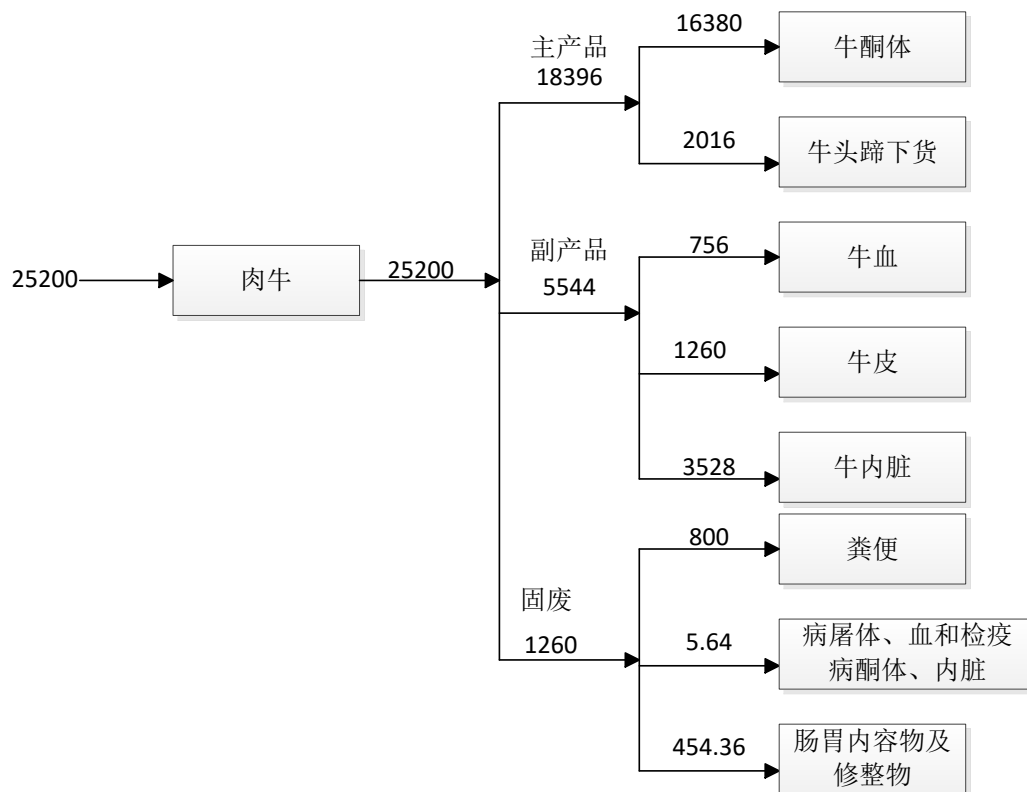 25200
肉牛
25200
主产品
18396
16380
牛酮体
2016
牛头蹄下货
副产品
5544
756
牛血
1260
牛皮
3528
牛内脏
固废
1260
800
粪便
5.64
病屠体、血和检疫
病酮体、内脏
454.36
肠胃内容物及
修整物